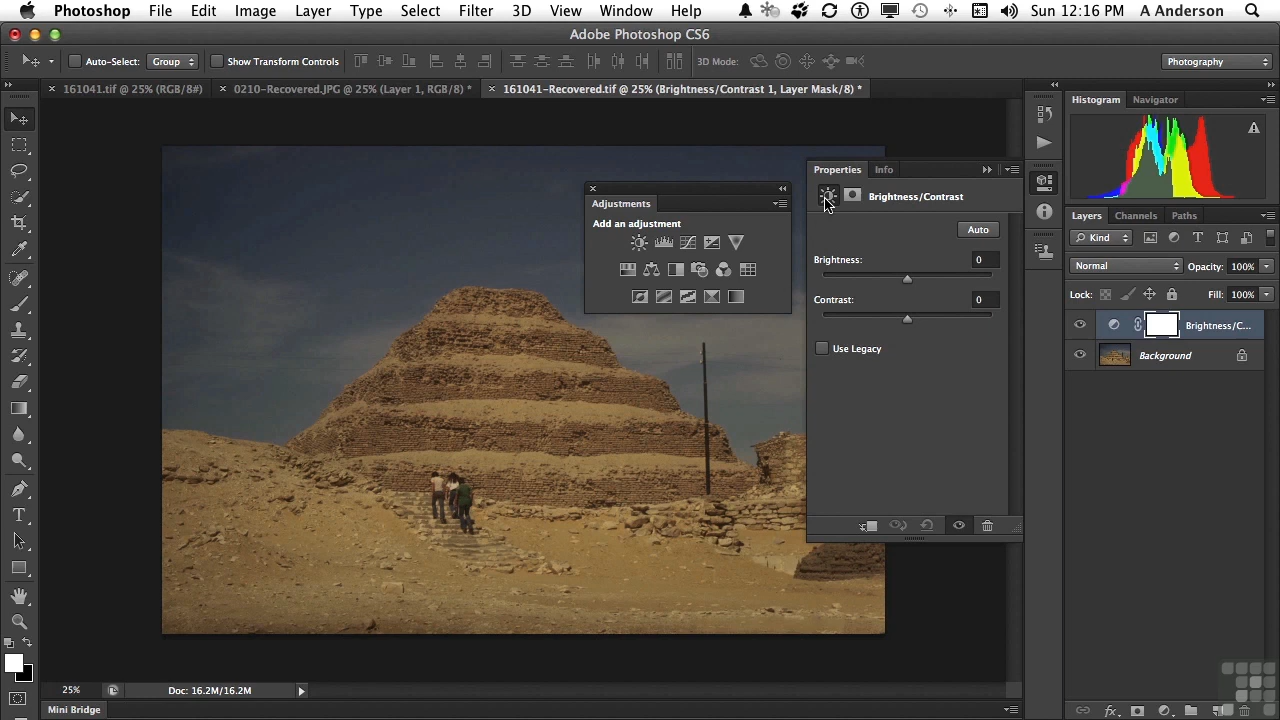 Photoshop File Edit Image Layer Type Select Filter 3D View Window Help Sun 12:16 PM A Anderson
Adobe Photoshop CS6
Auto-Select: Group Show Transform Controls 3D Mode: Photography
161041.tif @ 25% (RGB/8#) 0210-Recovered.JPG @ 25% (Layer 1, RGB/8) * 161041-Recovered.tif @ 25% (Brightness/Contrast 1, Layer Mask/8) *
Histogram Navigator
Properties Info
Brightness/Contrast
Adjustments
Add an adjustment
Auto
Brightness: 0
Contrast: 0
Use Legacy
Layers Channels Paths
Kind
Normal Opacity: 100%
Lock: Fill: 100%
Brightness/C...
Background
25% Doc: 16.2M/16.2M
Mini Bridge